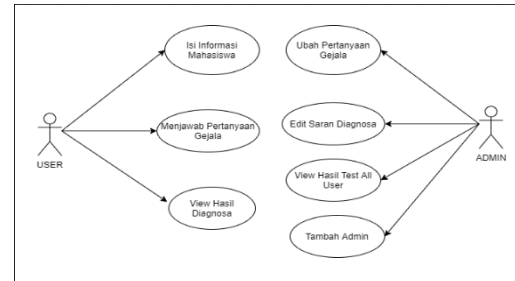 Isi Informasi
Mahasiswa
Ubah Pertanyaan
Gejala
Menjawab Pertanyaan
Gejala
Edit Saran Diagnosa
USER
ADMIN
View Hasil Test All
User
View Hasil
Diagnosa
Tambah Admin